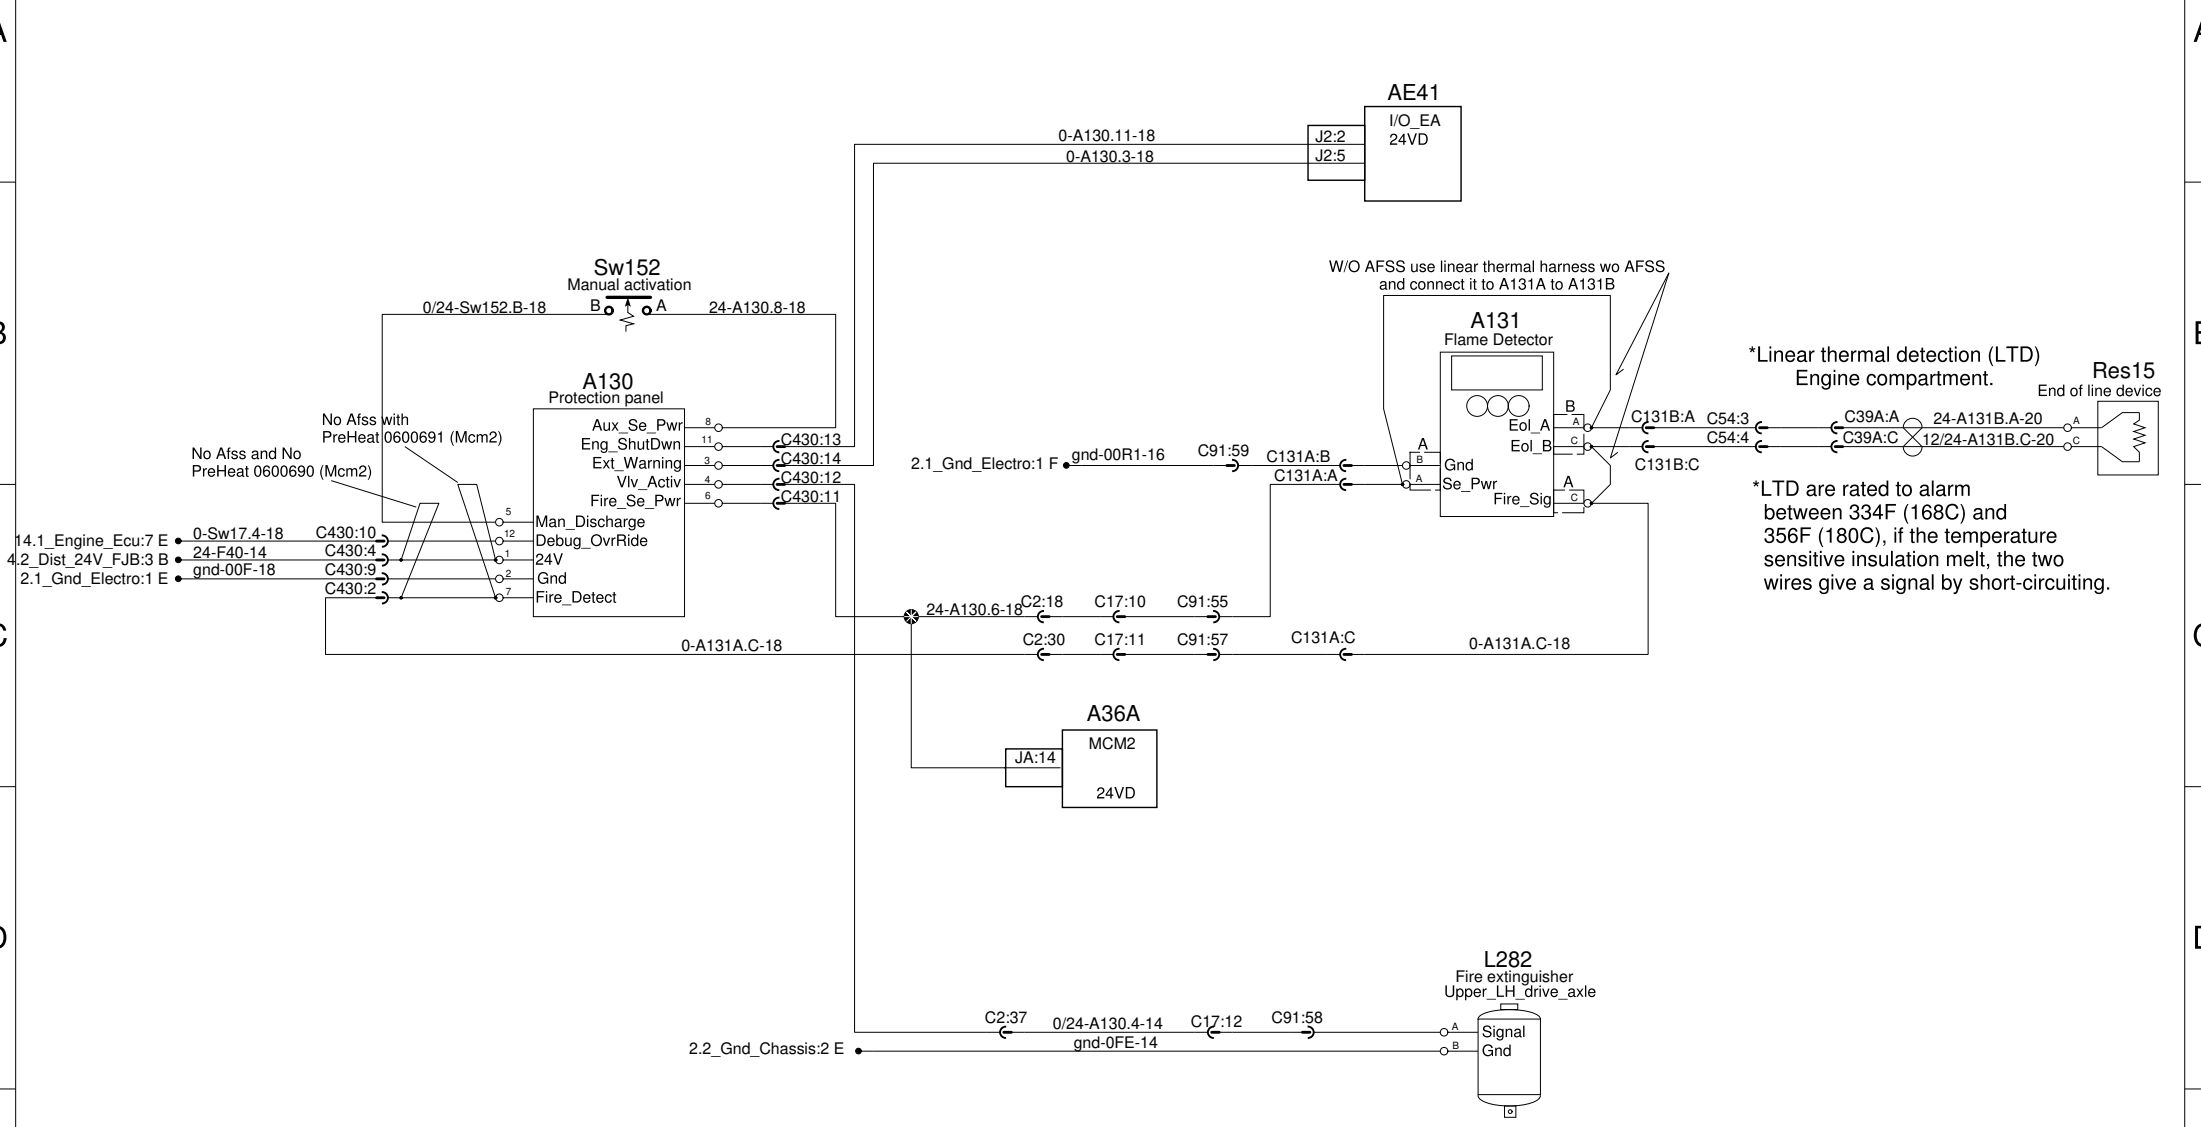 A
A
AE41
I/O_EA
24VD
J2:2
J2:5
0-A130.11-18
0-A130.3-18
Sw152
Manual activation
B
A
0/24-Sw152.B-18
24-A130.8-18
B
A130
Protection panel
Aux_Se_Pwr
8
Eng_ShutDwn
11
C430:13
Ext_Warning
3
C430:14
Vlv_Activ
4
C430:12
Fire_Se_Pwr
6
C430:11
No Afss with
PreHeat 0600691 (Mcm2)
No Afss and No
PreHeat 0600690 (Mcm2)
5
Man_Discharge
14.1_Engine_Ecu:7 E
0-Sw17.4-18
C430:10
12
Debug_OvrRide
4.2_Dist_24V_FJB:3 B
24-F40-14
C430:4
1
24V
2.1_Gnd_Electro:1 E
gnd-00F-18
C430:9
2
Gnd
C430:2
7
Fire_Detect
W/O AFSS use linear thermal harness wo AFSS
and connect it to A131A to A131B
A131
Flame Detector
B
Eol_A
A
Eol_B
C
A
Fire_Sig
C
A
B
Gnd
A
Se_Pwr
2.1_Gnd_Electro:1 F
gnd-00R1-16
C91:59
C131A:B
C131A:A
C131B:A
C54:3
C39A:A
24-A131B.A-20
A
C54:4
C39A:C
12/24-A131B.C-20
C
C131B:C
*Linear thermal detection (LTD)
Engine compartment.
Res15
End of line device
*LTD are rated to alarm
between 334F (168C) and
356F (180C), if the temperature
sensitive insulation melt, the two
wires give a signal by short-circuiting.
24-A130.6-18
C2:18
C17:10
C91:55
C
C
0-A131A.C-18
C2:30
C17:11
C91:57
C131A:C
0-A131A.C-18
A36A
MCM2
JA:14
24VD
D
D
L282
Fire extinguisher
Upper_LH_drive_axle
C2:37
0/24-A130.4-14
C17:12
C91:58
A
Signal
2.2_Gnd_Chassis:2 E
gnd-0FE-14
B
Gnd